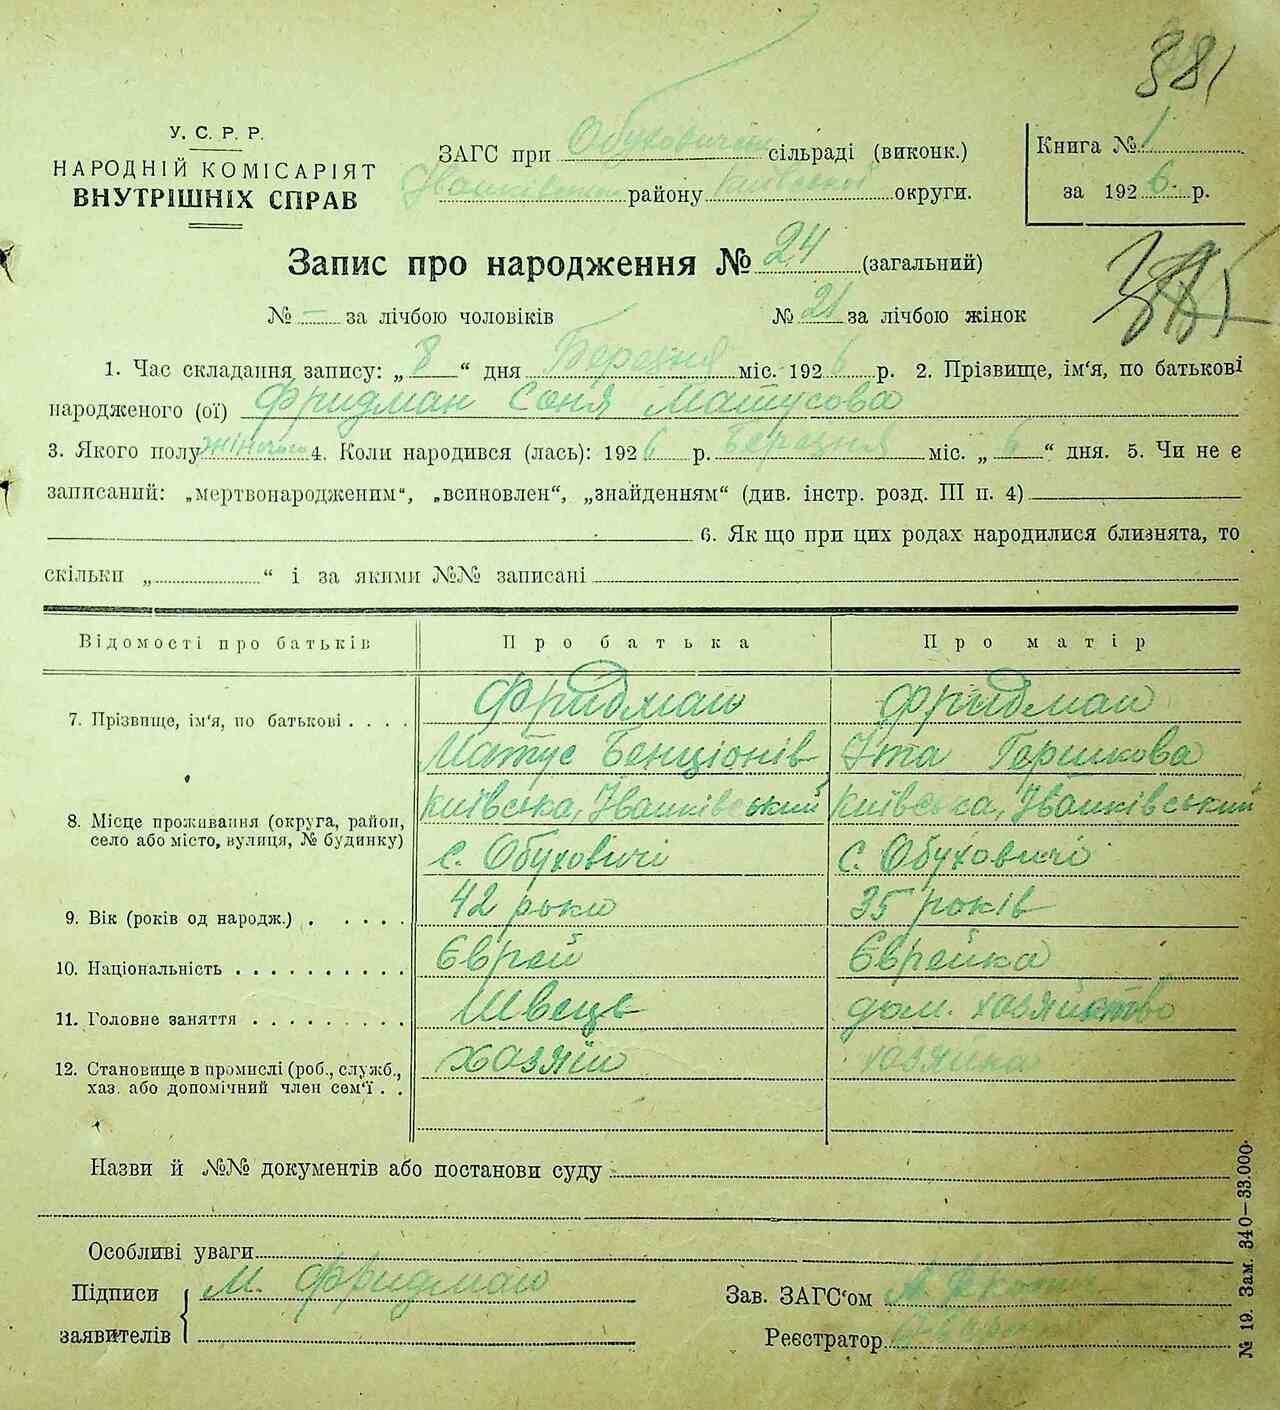 381
У. С. Р. Р.
НАРОДНІЙ КОМІСАРІЯТ
ВНУТРІШНІХ СПРАВ
ЗАГС при Обуховичській сільраді (виконк.)
району Київської округи.
Книга № 1
за 1926 р.
Запис про народження № 24 (загальний)
№ — за лічбою чоловіків № 21 за лічбою жінок
1. Час складання запису: „ 8 “ дня Березня міс. 1926 р. 2. Прізвище, ім‘я, по батькові
народженого (ої) Фридман Соня Матусова
3. Якого полу жіночого 4. Коли народився (лась): 1926 р. Березня міс. „ 6 “ дня. 5. Чи не є
записаний: „мертвонародженим“, „всиновлен“, „знайденням“ (див. інстр. розд. III п. 4)
6. Як що при цих родах народилися близнята, то
скільки „ “ і за якими №№ записані
Відомості про батьків Про батька Про матір
7. Прізвище, ім‘я, по батькові . . . . Фридман Фридман
Матус Бенціонів Ита Гершкова
8. Місце проживання (округа, район, село або місто, вулиця, № будинку) Київська, Іванківський Київська, Іванківський
с. Обуховичі с. Обуховичі
9. Вік (років од народж.) . . . . . 42 роки 35 років
10. Національність . . . . . . . . . . Єврей Єврейка
11. Головне заняття . . . . . . . . . Швець дом. хозяйство
12. Становище в промислі (роб., служб., хаз. або допомічний член сем‘ї . . Хозяїн хозяйка
Назви й №№ документів або постанови суду
Особливі уваги
Підписи заявителів М. Фридман
Зав. ЗАГС‘ом
Реєстратор
№ 19. Зам. 340—33.000.